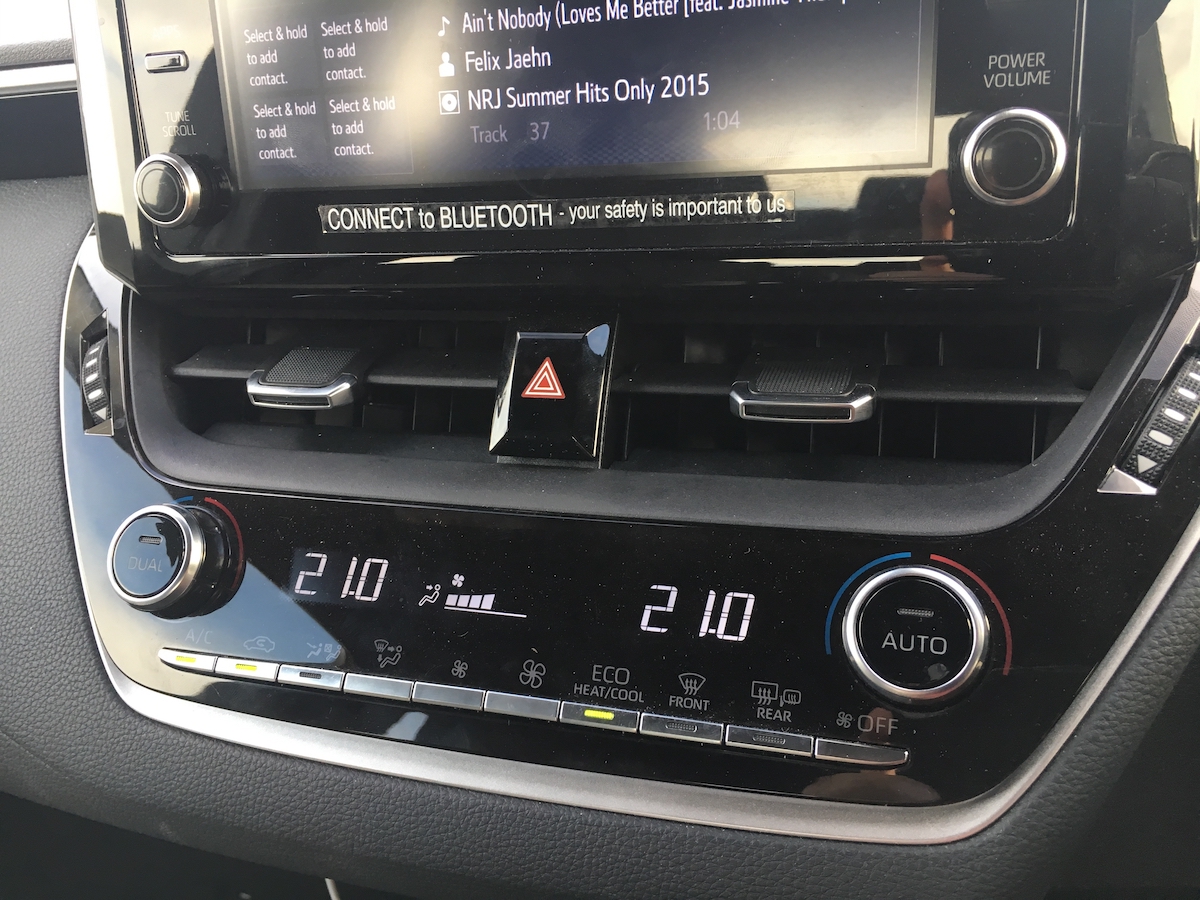 Select & hold
to add
contact.
Select & hold
to add
contact.
Select & hold
to add
contact.
Select & hold
to add
contact.
Ain't Nobody (Loves Me Better [feat. Jasmine
Felix Jaehn
NRJ Summer Hits Only 2015
Track 37 1:04
TUNE
SCROLL
POWER
VOLUME
CONNECT to BLUETOOTH - your safety is important to us
DUAL
21.0
21.0
AUTO
A/C
ECO
HEAT/COOL
FRONT
REAR
OFF